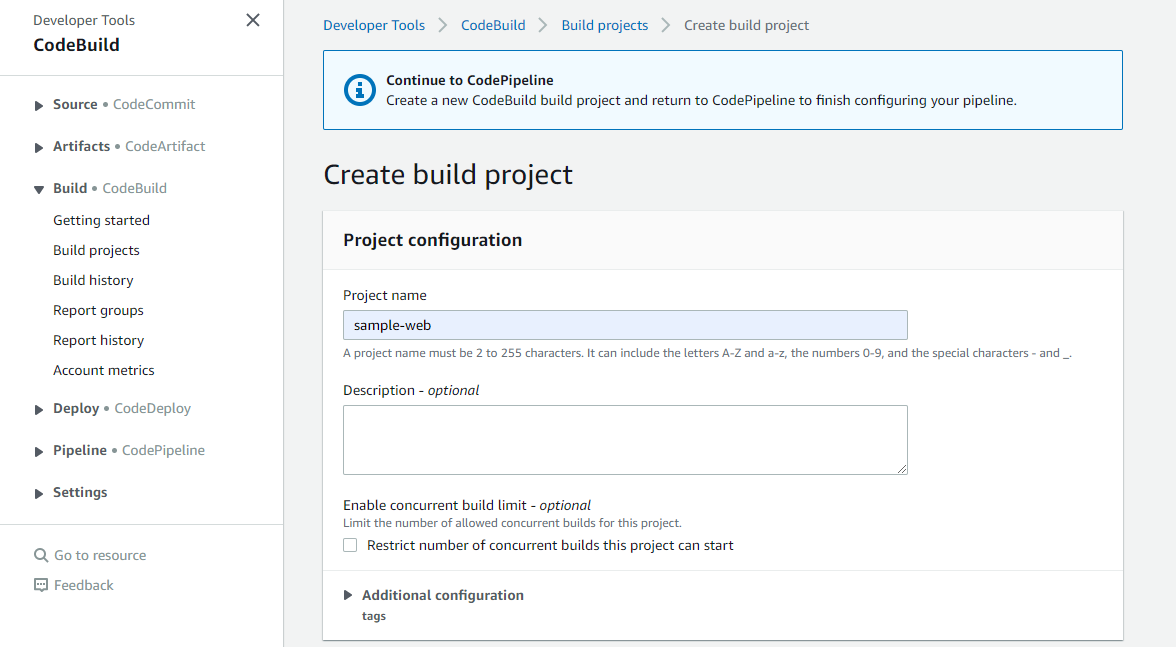 Developer Tools
CodeBuild
Source • CodeCommit
Artifacts • CodeArtifact
Build • CodeBuild
Getting started
Build projects
Build history
Report groups
Report history
Account metrics
Deploy • CodeDeploy
Pipeline • CodePipeline
Settings
Go to resource
Feedback
Developer Tools > CodeBuild > Build projects > Create build project
Continue to CodePipeline
Create a new CodeBuild build project and return to CodePipeline to finish configuring your pipeline.
Create build project
Project configuration
Project name
sample-web
A project name must be 2 to 255 characters. It can include the letters A-Z and a-z, the numbers 0-9, and the special characters - and _.
Description - optional
Enable concurrent build limit - optional
Limit the number of allowed concurrent builds for this project.
Restrict number of concurrent builds this project can start
Additional configuration
tags